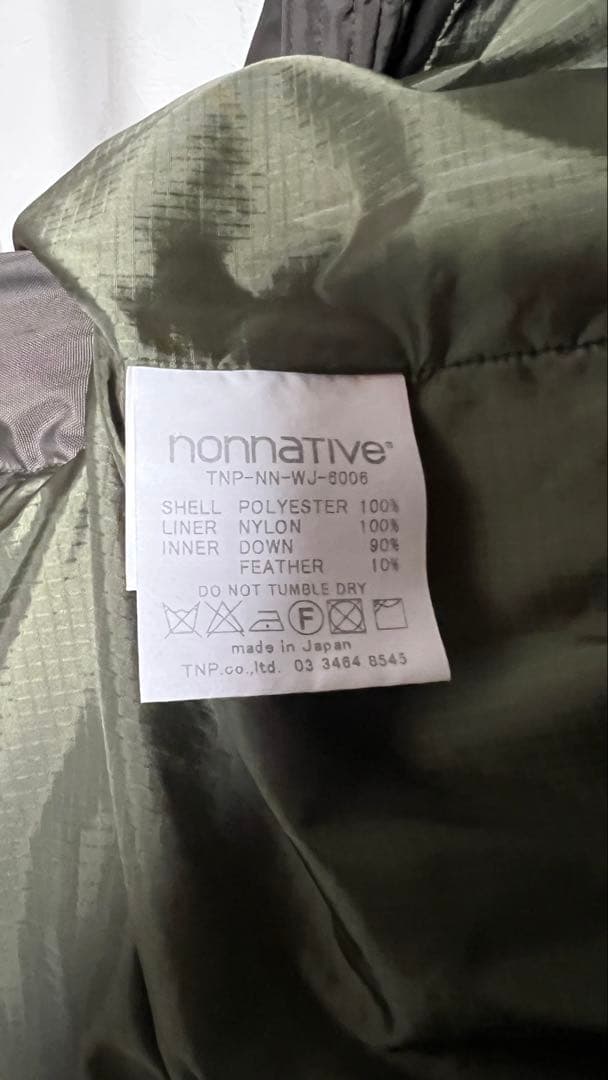 nonnative
TNP-NN-WJ-6006
SHELL POLYESTER 100%
LINER NYLON 100%
INNER DOWN 90%
FEATHER 10%
DO NOT TUMBLE DRY
F
made in Japan
TNP.co.,ltd. 03 3464 8545